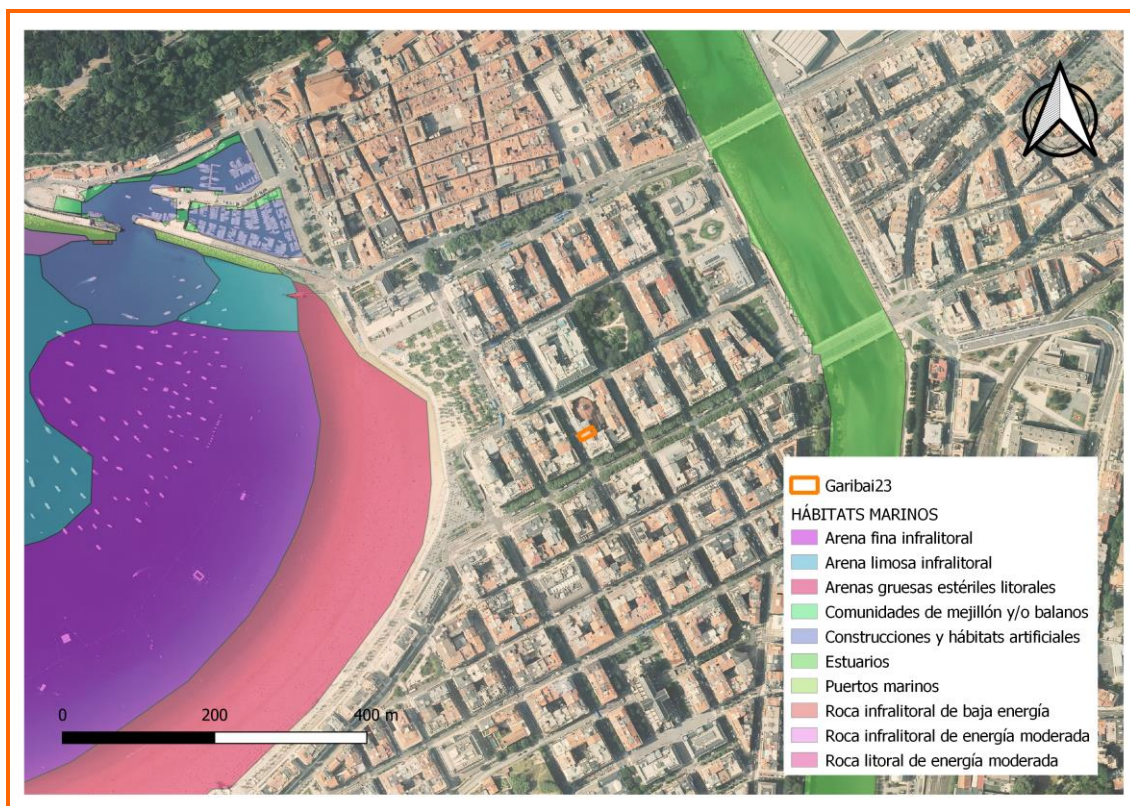 Garibai23
HÁBITATS MARINOS
Arena fina infralitoral
Arena limosa infralitoral
Arenas gruesas estériles litorales
Comunidades de mejillón y/o balanos
Construcciones y hábitats artificiales
Estuarios
Puertos marinos
Roca infralitoral de baja energía
Roca infralitoral de energía moderada
Roca litoral de energía moderada
0 200 400 m